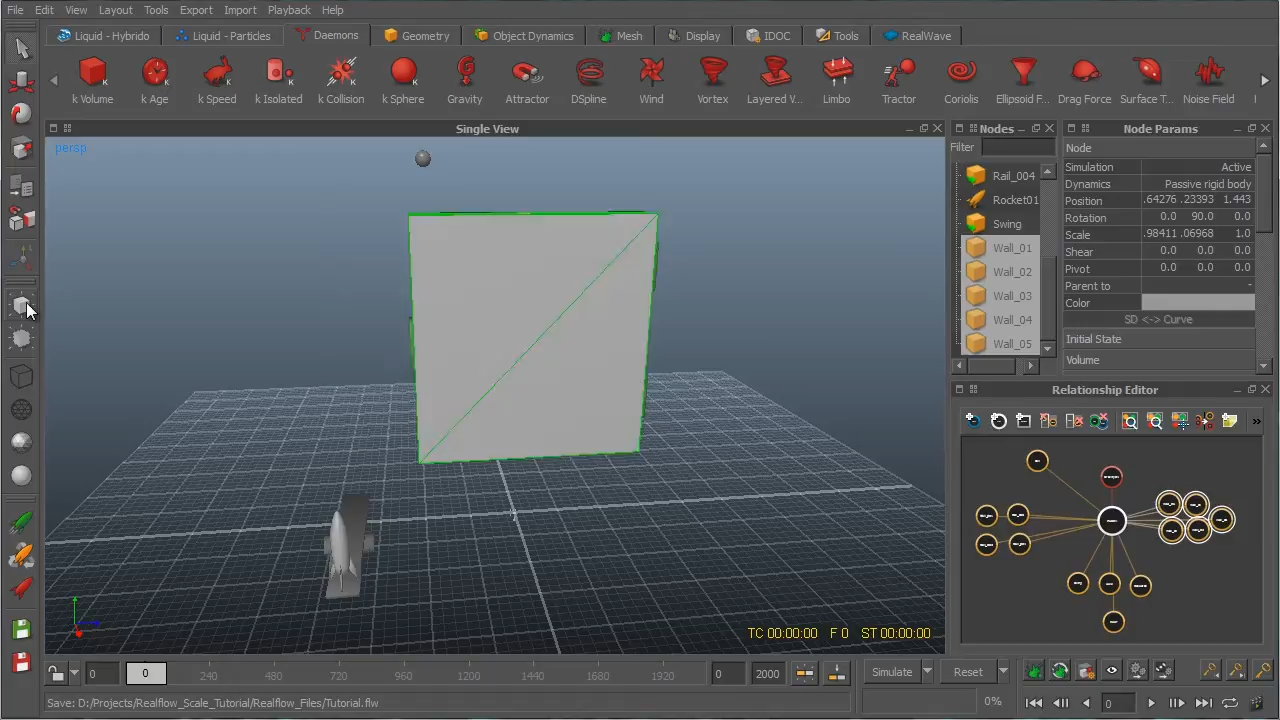 File Edit View Layout Tools Export Import Playback Help
Liquid - Hybrido Liquid - Particles Daemons Geometry Object Dynamics Mesh Display IDOC Tools RealWave
k Volume k Age k Speed k Isolated k Collision k Sphere Gravity Attractor DSpline Wind Vortex Layered V... Limbo Tractor Coriolis Ellipsoid F... Drag Force Surface T... Noise Field
Single View
persp
TC 00:00:00 F 0 ST 00:00:00
Nodes
Filter
Rail_004
Rocket01
Swing
Wall_01
Wall_02
Wall_03
Wall_04
Wall_05
Node Params
Node
Simulation Active
Dynamics Passive rigid body
Position .64276 .23393 1.443
Rotation 0.0 90.0 0.0
Scale .98411 .06968 1.0
Shear 0.0 0.0 0.0
Pivot 0.0 0.0 0.0
Parent to -
Color
SD <-> Curve
Initial State
Volume
Relationship Editor
»
0 0 240 480 720 960 1200 1440 1680 1920 0 2000
Simulate Reset
Save: D:/Projects/Realflow_Scale_Tutorial/Realflow_Files/Tutorial.flw
0% 0